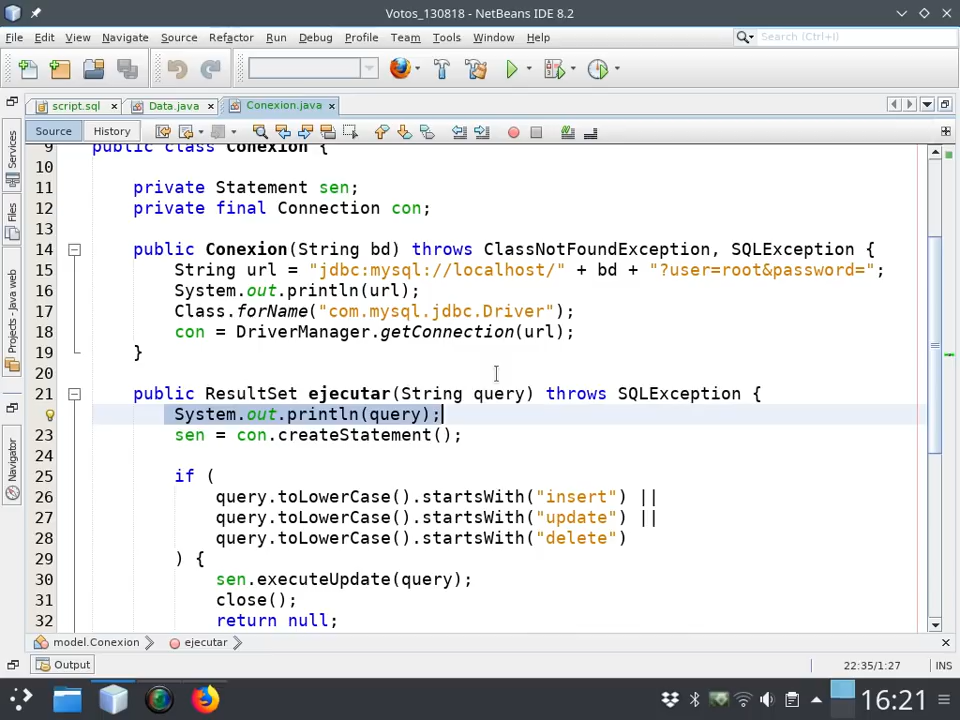 Votos_130818 - NetBeans IDE 8.2
File Edit View Navigate Source Refactor Run Debug Profile Team Tools Window Help
Search (Ctrl+I)
script.sql Data.java Conexion.java
Source History
Services
Files
Projects - Java web
Navigator
9 public class Conexion {
10
11 private Statement sen;
12 private final Connection con;
13
14 public Conexion(String bd) throws ClassNotFoundException, SQLException {
15 String url = "jdbc:mysql://localhost/" + bd + "?user=root&password=";
16 System.out.println(url);
17 Class.forName("com.mysql.jdbc.Driver");
18 con = DriverManager.getConnection(url);
19 }
20
21 public ResultSet ejecutar(String query) throws SQLException {
System.out.println(query);
23 sen = con.createStatement();
24
25 if (
26 query.toLowerCase().startsWith("insert") ||
27 query.toLowerCase().startsWith("update") ||
28 query.toLowerCase().startsWith("delete")
29 ) {
30 sen.executeUpdate(query);
31 close();
32 return null;
model.Conexion ejecutar
Output
22:35/1:27 INS
16:21